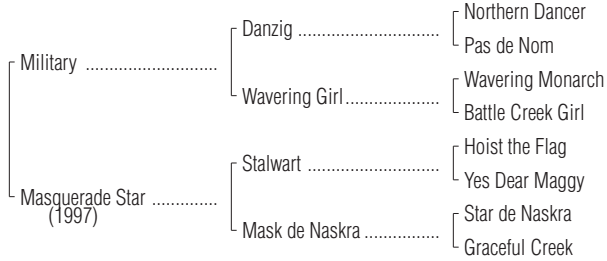 Northern Dancer
Danzig ..............................
Pas de Nom
Military ............................
Wavering Monarch
Wavering Girl....................
Battle Creek Girl
Hoist the Flag
Stalwart ............................
Yes Dear Maggy
Masquerade Star ..............
(1997)
Star de Naskra
Mask de Naskra ................
Graceful Creek